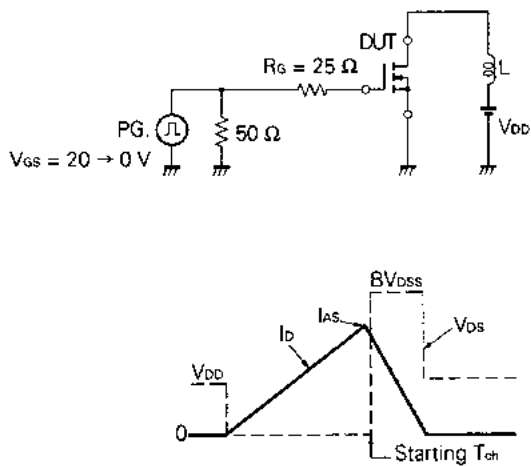 DUT
RG = 25 Ω
L
PG.
50 Ω
VDD
VGS = 20 → 0 V
BVDSS
IAS
ID
VDS
VDD
0
Starting Tch